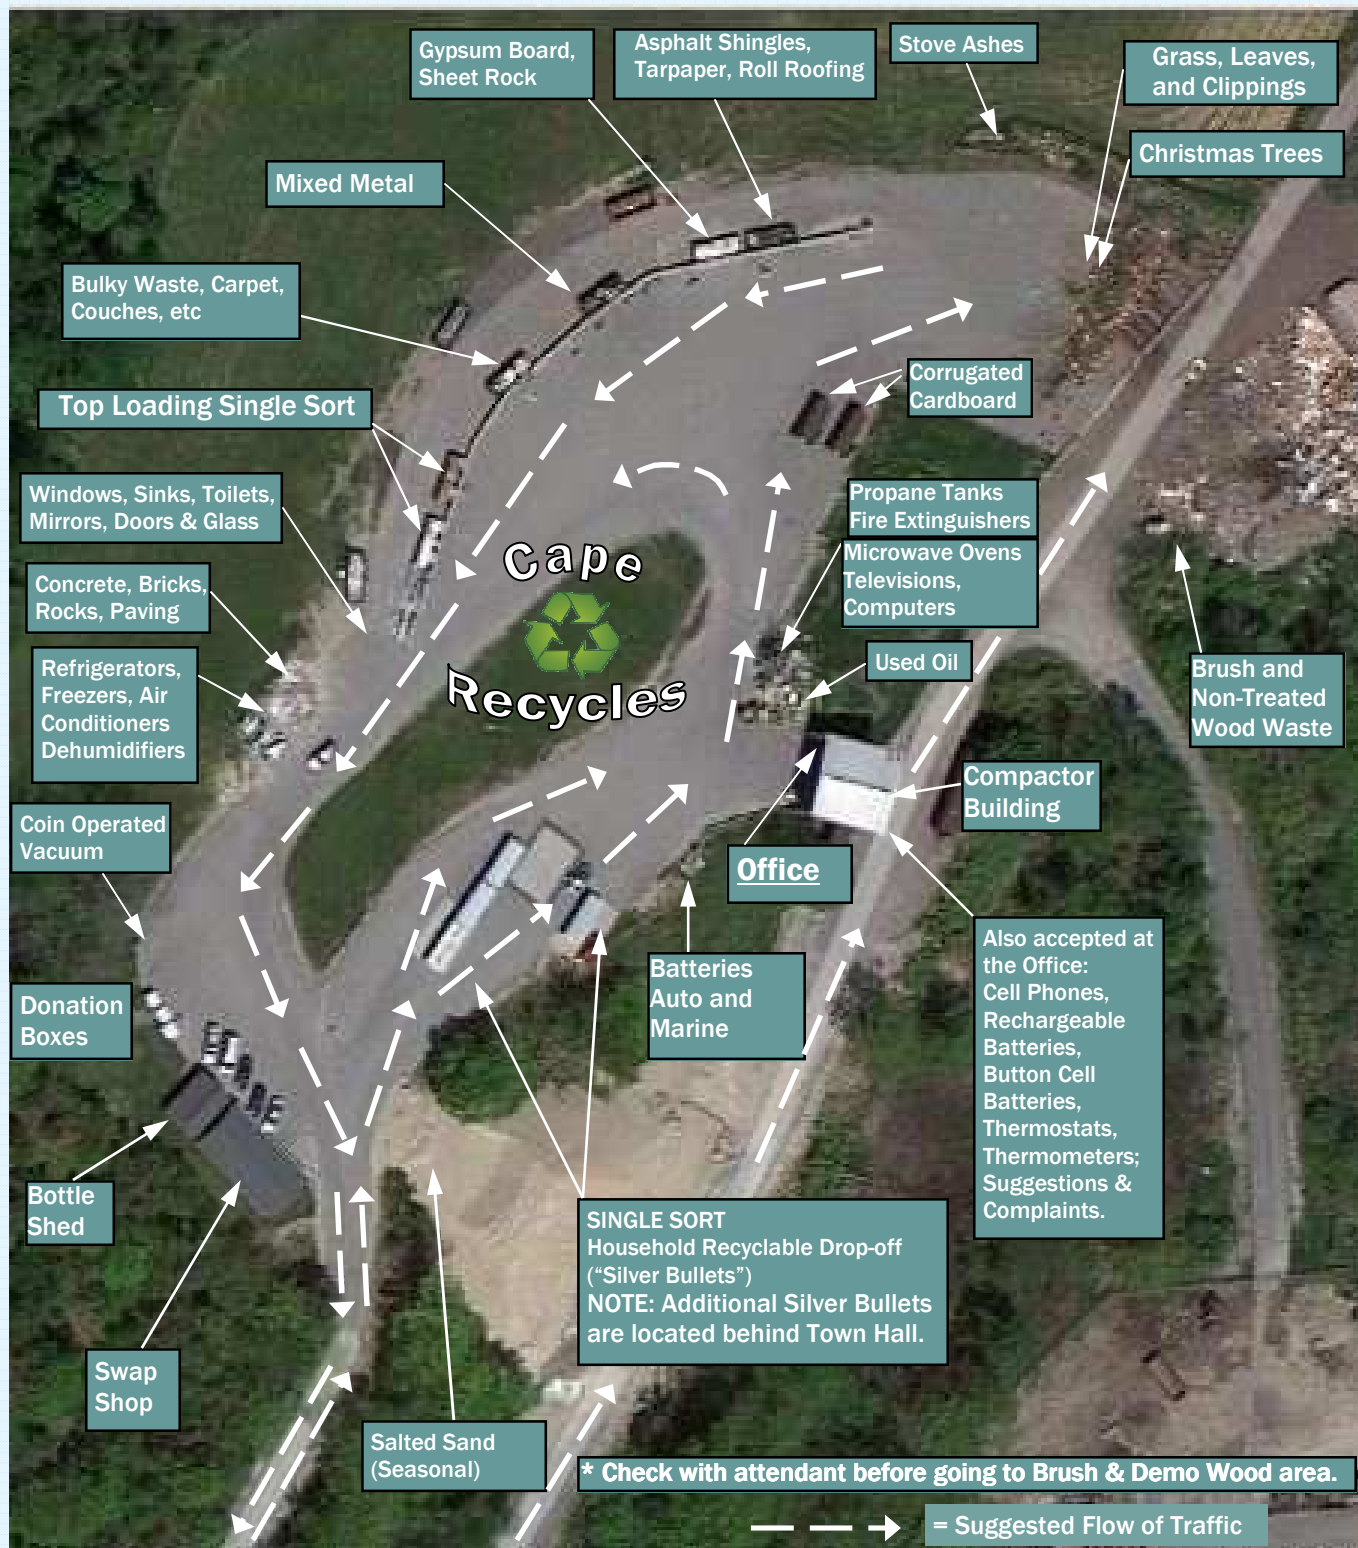 Gypsum Board,
Sheet Rock
Asphalt Shingles,
Tarpaper, Roll Roofing
Stove Ashes
Grass, Leaves,
and Clippings
Christmas Trees
Mixed Metal
Bulky Waste, Carpet,
Couches, etc
Top Loading Single Sort
Corrugated
Cardboard
Windows, Sinks, Toilets,
Mirrors, Doors & Glass
Propane Tanks
Fire Extinguishers
Microwave Ovens
Televisions,
Computers
Cape
Recycles
Concrete, Bricks,
Rocks, Paving
Refrigerators,
Freezers, Air
Conditioners
Dehumidifiers
Used Oil
Brush and
Non-Treated
Wood Waste
Compactor
Building
Coin Operated
Vacuum
Office
Also accepted at
the Office:
Cell Phones,
Rechargeable
Batteries,
Button Cell
Batteries,
Thermostats,
Thermometers;
Suggestions &
Complaints.
Batteries
Auto and
Marine
Donation
Boxes
Bottle
Shed
SINGLE SORT
Household Recyclable Drop-off
(“Silver Bullets”)
NOTE: Additional Silver Bullets
are located behind Town Hall.
Swap
Shop
Salted Sand
(Seasonal)
* Check with attendant before going to Brush & Demo Wood area.
= Suggested Flow of Traffic